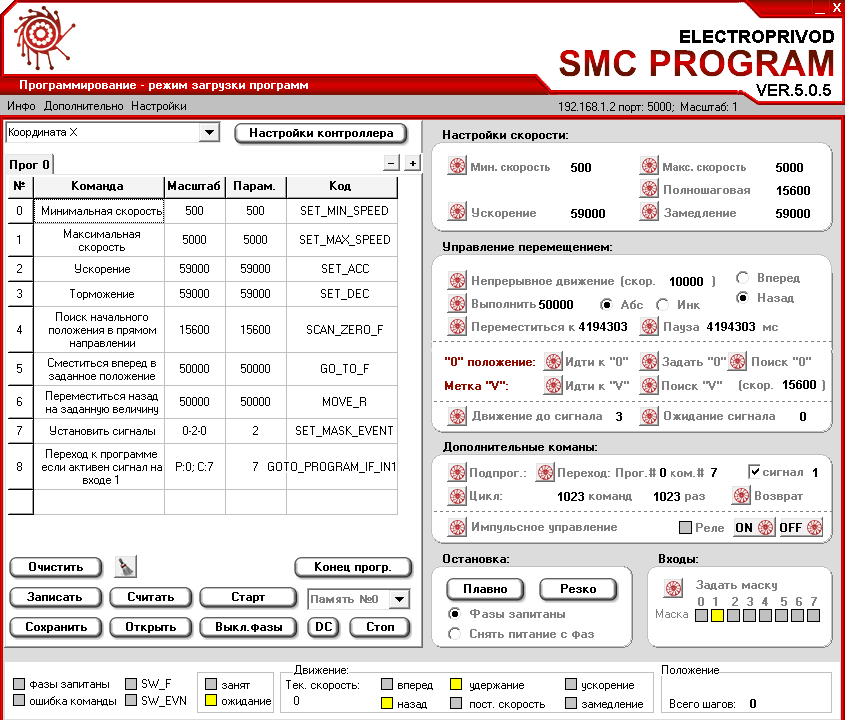 _ X
ELECTROPRIVOD
SMC PROGRAM
VER.5.0.5
Программирование - режим загрузки программ
Инфо Дополнительно Настройки
192.168.1.2 порт: 5000; Масштаб: 1
Координата X
Настройки контроллера
Прог 0
− +
№ Команда Масштаб Парам. Код
0 Минимальная скорость 500 500 SET_MIN_SPEED
1 Максимальная скорость 5000 5000 SET_MAX_SPEED
2 Ускорение 59000 59000 SET_ACC
3 Торможение 59000 59000 SET_DEC
4 Поиск начального положения в прямом направлении 15600 15600 SCAN_ZERO_F
5 Сместиться вперед в заданное положение 50000 50000 GO_TO_F
6 Переместиться назад на заданную величину 50000 50000 MOVE_R
7 Установить сигналы 0-2-0 2 SET_MASK_EVENT
8 Переход к программе если активен сигнал на входе 1 P:0; C:7 7 GOTO_PROGRAM_IF_IN1
Очистить
Конец прогр.
Записать Считать Старт Память №0
Сохранить Открыть Выкл.фазы DC Стоп
Настройки скорости:
Мин. скорость 500 Макс. скорость 5000
Полношаговая 15600
Ускорение 59000 Замедление 59000
Управление перемещением:
Непрерывное движение (скор. 10000 ) Вперед
Назад
Выполнить 50000 Абс Инк
Переместиться к 4194303 Пауза 4194303 мс
"0" положение: Идти к "0" Задать "0" Поиск "0"
Метка "V": Идти к "V" Поиск "V" (скор. 15600 )
Движение до сигнала 3 Ожидание сигнала 0
Дополнительные команы:
Подпрог.: Переход: Прог.# 0 ком.# 7 сигнал 1
Цикл: 1023 команд 1023 раз Возврат
Импульсное управление Реле ON OFF
Остановка:
Плавно Резко
Фазы запитаны
Снять питание с фаз
Входы:
Задать маску
0 1 2 3 4 5 6 7
Маска
фазы запитаны SW_F
ошибка команды SW_EVN
занят
ожидание
Движение:
Тек. скорость: вперед удержание ускорение
0 назад пост. скорость замедление
Положение
Всего шагов: 0